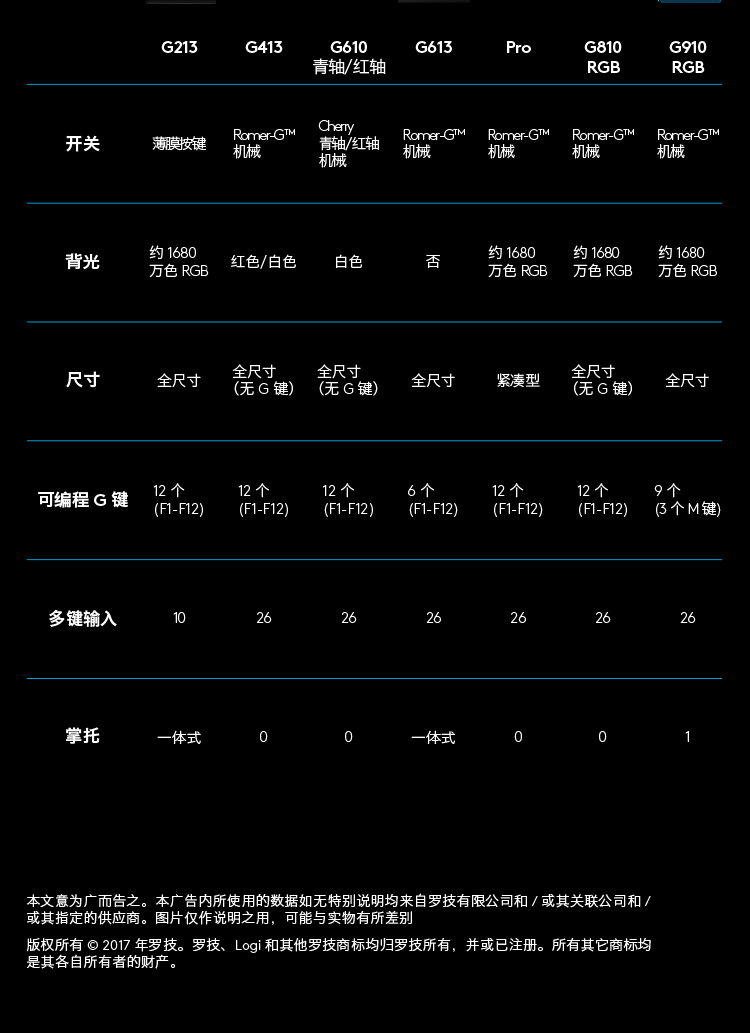 G213 G413 G610 G613 Pro G810 G910
青轴/红轴 RGB RGB
开关 薄膜按键 Romer-G™ 机械 Cherry 青轴/红轴 机械 Romer-G™ 机械 Romer-G™ 机械 Romer-G™ 机械 Romer-G™ 机械
背光 约 1680 万色 RGB 红色/白色 白色 否 约 1680 万色 RGB 约 1680 万色 RGB 约 1680 万色 RGB
尺寸 全尺寸 全尺寸 (无 G 键) 全尺寸 (无 G 键) 全尺寸 紧凑型 全尺寸 (无 G 键) 全尺寸
可编程 G 键 12 个 (F1-F12) 12 个 (F1-F12) 12 个 (F1-F12) 6 个 (F1-F12) 12 个 (F1-F12) 12 个 (F1-F12) 9 个 (3 个 M 键)
多键输入 10 26 26 26 26 26 26
掌托 一体式 0 0 一体式 0 0 1
本文意为广而告之。本广告内所使用的数据如无特别说明均来自罗技有限公司和 / 或其关联公司和 /
或其指定的供应商。图片仅作说明之用，可能与实物有所差别
版权所有 © 2017 年罗技。罗技、Logi 和其他罗技商标均归罗技所有，并或已注册。所有其它商标均
是其各自所有者的财产。